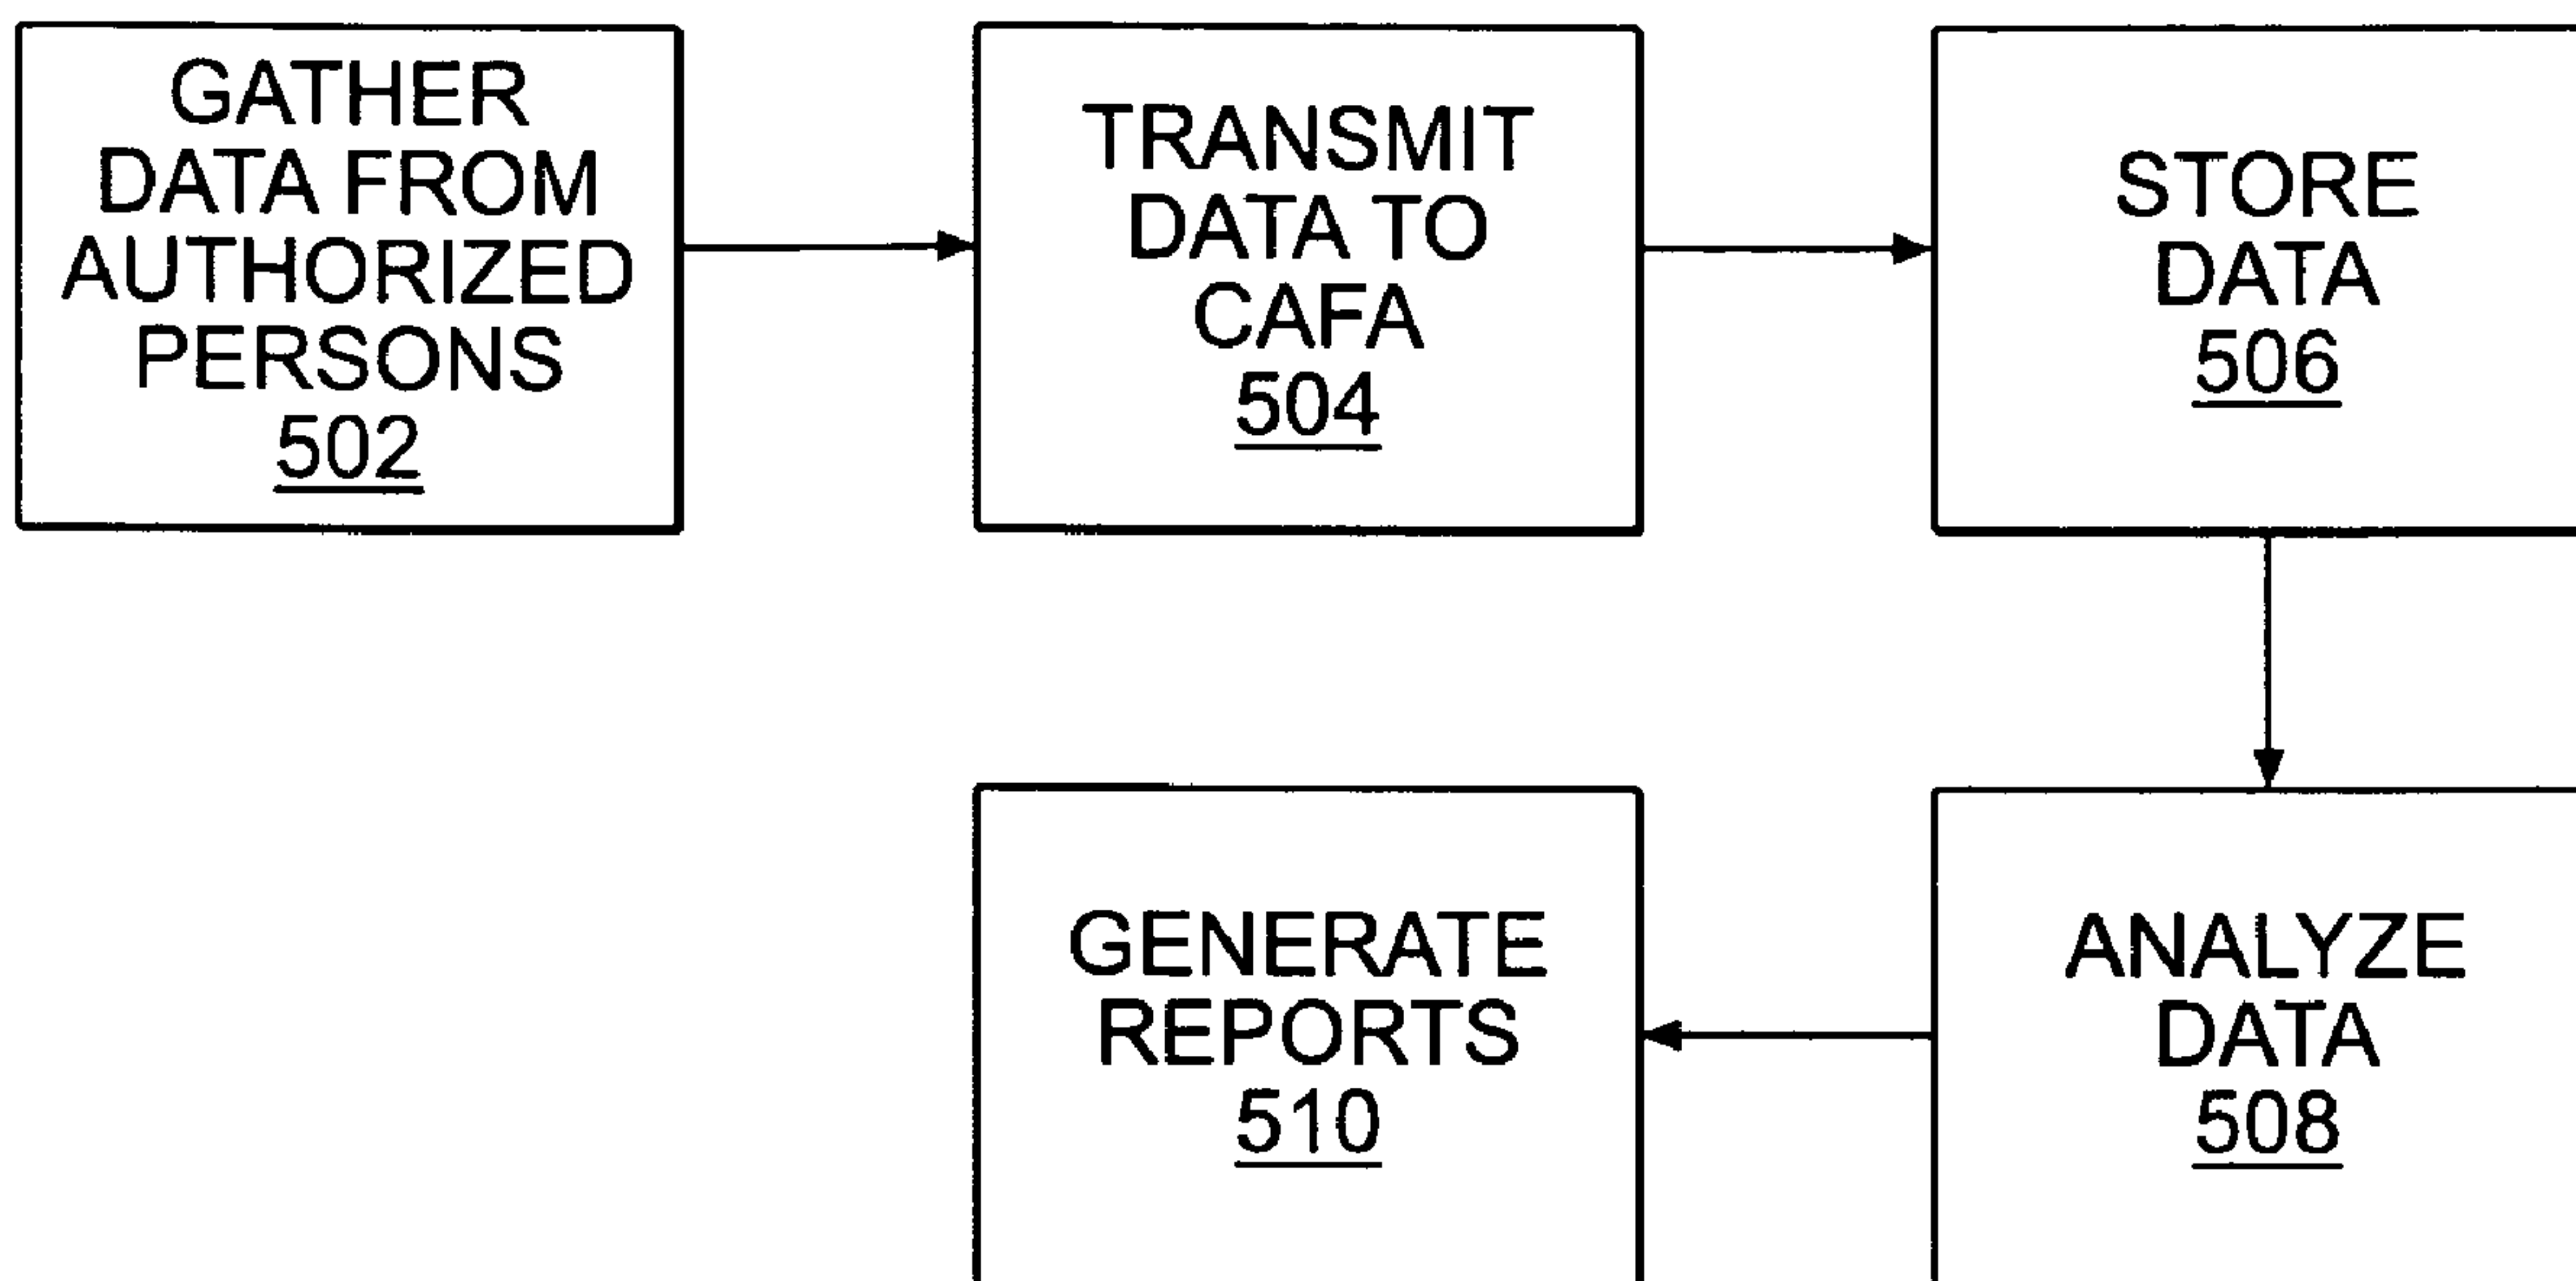 GATHER
DATA FROM
AUTHORIZED
PERSONS
502
TRANSMIT
DATA TO
CAFA
504
STORE
DATA
506
GENERATE
REPORTS
510
ANALYZE
DATA
508